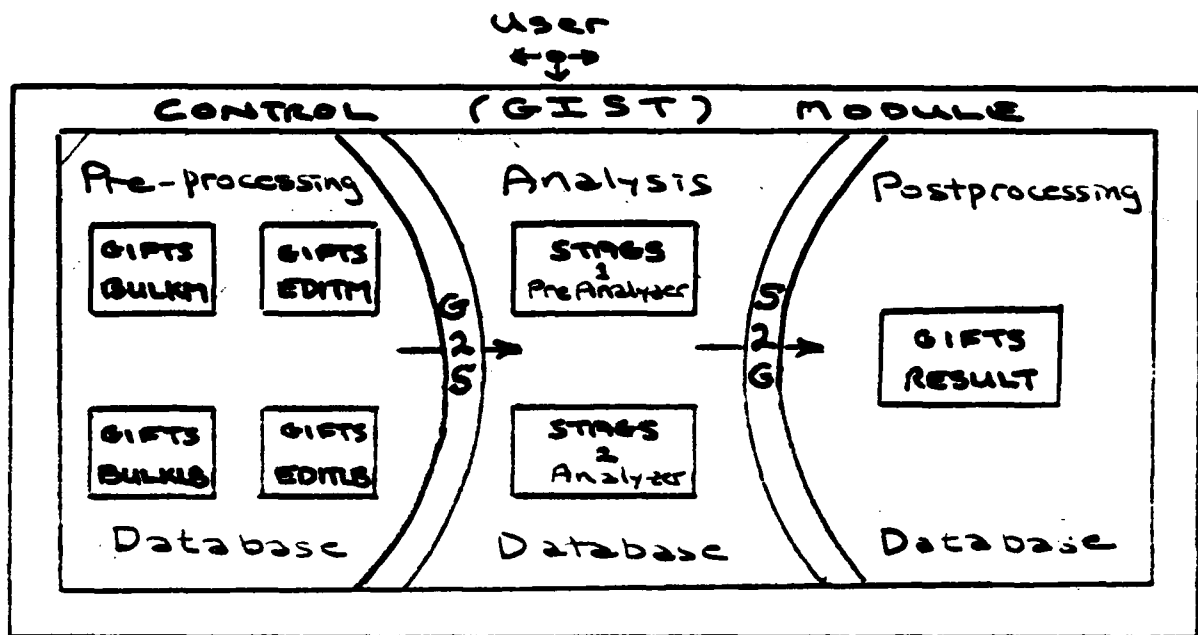 User
CONTROL (GIST) MODULE
Pre-processing
GIFTS
BULKM
GIFTS
EDITM
GIFTS
BULKLB
GIFTS
EDITLB
Database
G
2
S
Analysis
STAGS
1
PreAnalyzer
STAGS
2
Analyzer
Database
S
2
G
Postprocessing
GIFTS
RESULT
Database